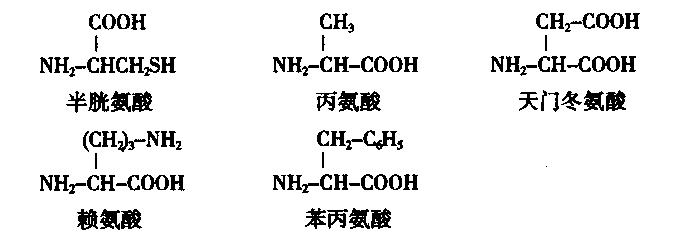 COOH CH₃ CH₂-COOH
NH₂-CHCH₂SH NH₂-CH-COOH NH₂-CH-COOH
半胱氨酸 丙氨酸 天门冬氨酸
(CH₂)₃-NH₂ CH₂-C₆H₅
NH₂-CH-COOH NH₂-CH-COOH
赖氨酸 苯丙氨酸